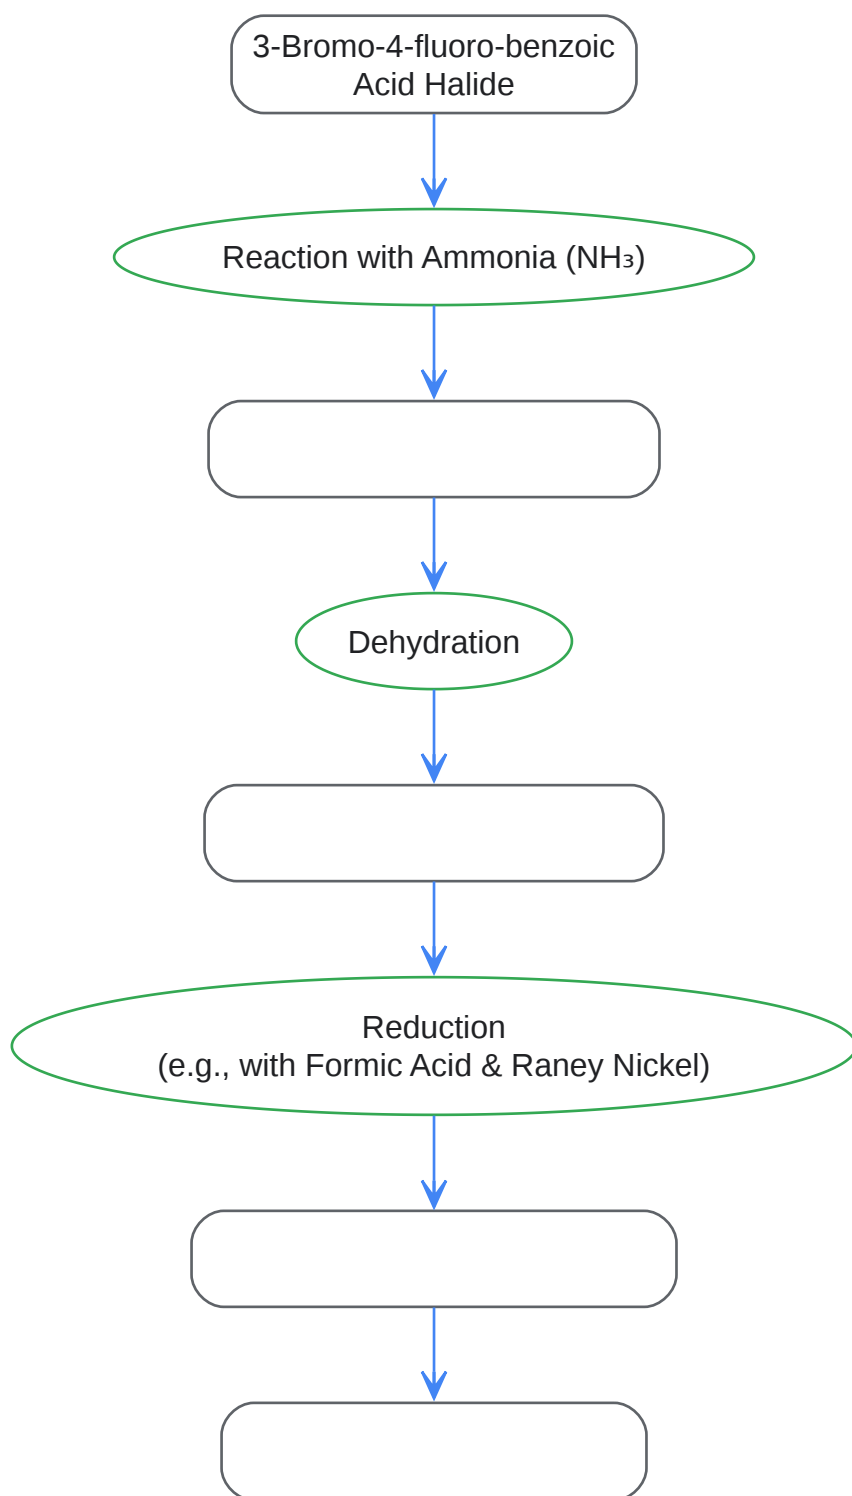 3-Bromo-4-fluoro-benzoic
Acid Halide
Reaction with Ammonia (NH₃)
Dehydration
Reduction
(e.g., with Formic Acid & Raney Nickel)